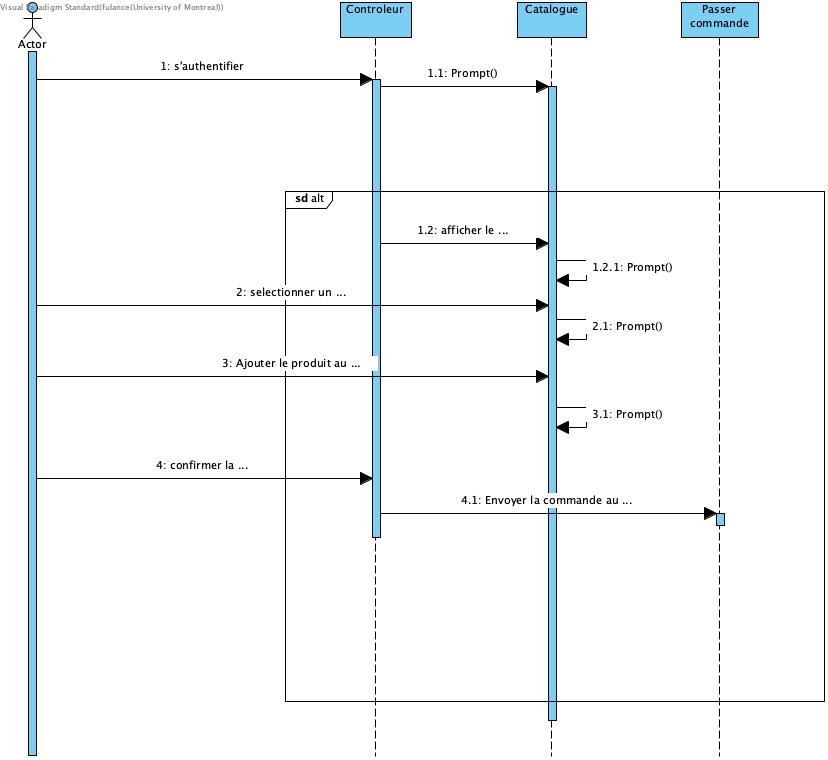 Visual Paradigm Standard(fulance(University of Montreal))
Actor
Controleur
Catalogue
Passer
commande
1: s'authentifier
1.1: Prompt()
sd alt
1.2: afficher le ...
1.2.1: Prompt()
2: selectionner un ...
2.1: Prompt()
3: Ajouter le produit au ...
3.1: Prompt()
4: confirmer la ...
4.1: Envoyer la commande au ...